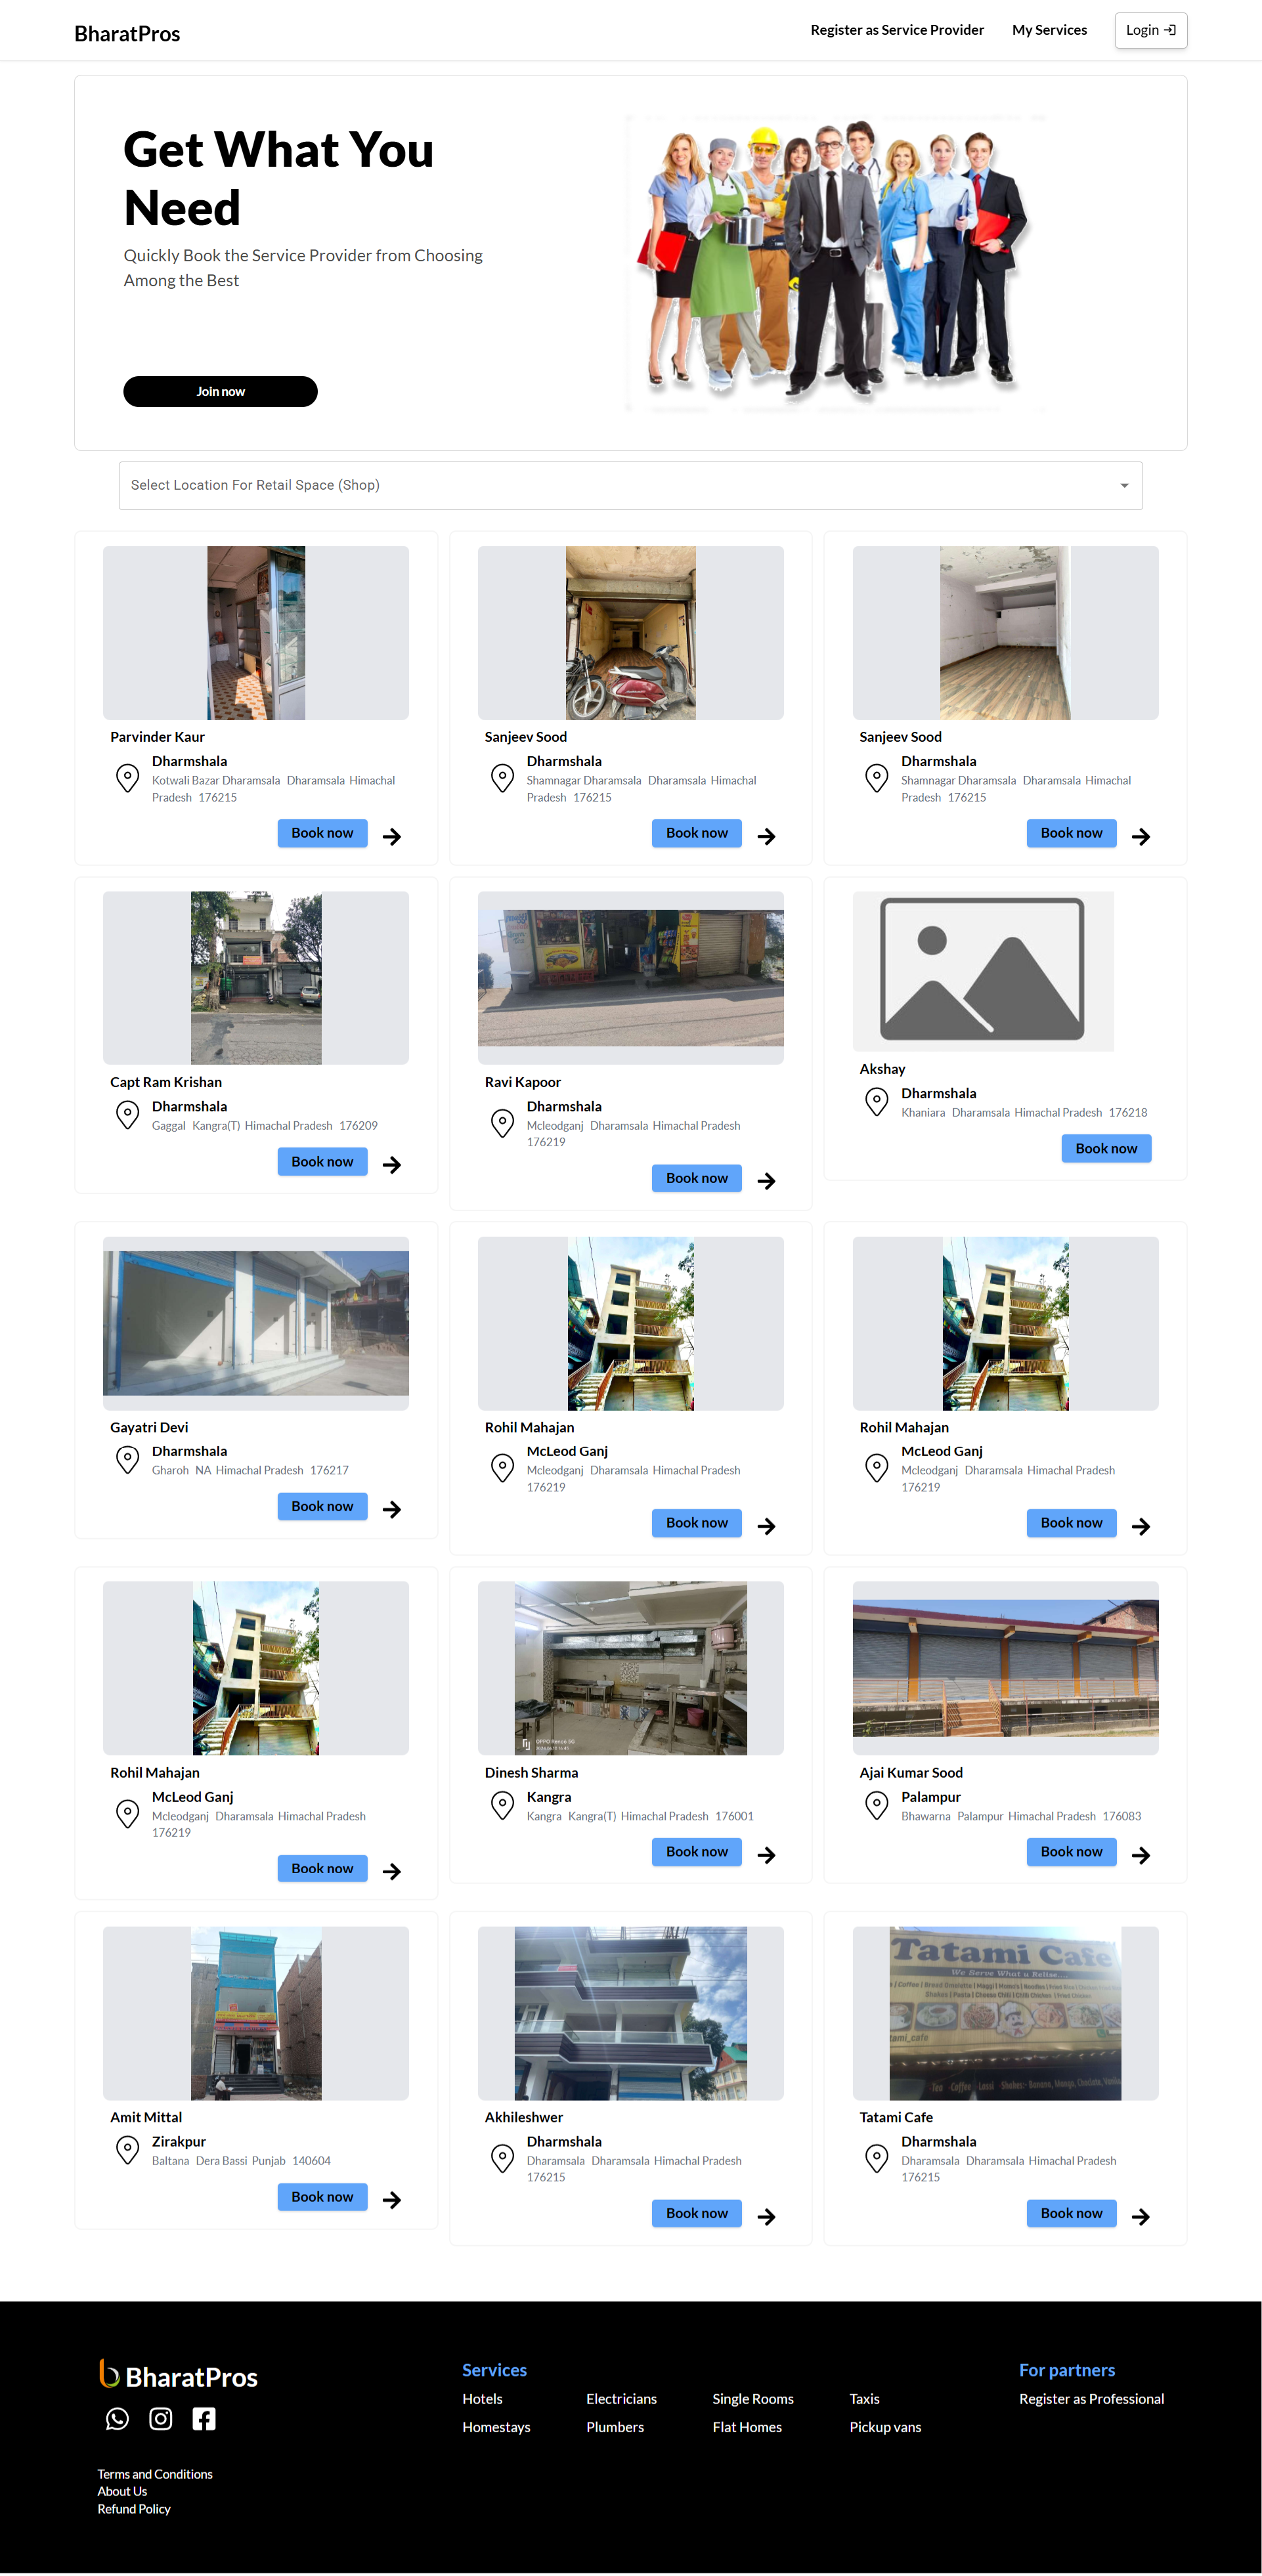 BharatPros
Register as Service Provider
My Services
Login
Get What You
Need
Quickly Book the Service Provider from Choosing
Among the Best
Join now
Select Location For Retail Space (Shop)
Parvinder Kaur
Dharmshala
Kotwali Bazar Dharamsala Dharamsala Himachal
Pradesh 176215
Book now
Sanjeev Sood
Dharmshala
Shamnagar Dharamsala Dharamsala Himachal
Pradesh 176215
Book now
Sanjeev Sood
Dharmshala
Shamnagar Dharamsala Dharamsala Himachal
Pradesh 176215
Book now
Capt Ram Krishan
Dharmshala
Gaggal Kangra(T) Himachal Pradesh 176209
Book now
Ravi Kapoor
Dharmshala
Mcleodganj Dharamsala Himachal Pradesh
176219
Book now
Akshay
Dharmshala
Khaniara Dharamsala Himachal Pradesh 176218
Book now
Gayatri Devi
Dharmshala
Gharoh NA Himachal Pradesh 176217
Book now
Rohil Mahajan
McLeod Ganj
Mcleodganj Dharamsala Himachal Pradesh
176219
Book now
Rohil Mahajan
McLeod Ganj
Mcleodganj Dharamsala Himachal Pradesh
176219
Book now
Rohil Mahajan
McLeod Ganj
Mcleodganj Dharamsala Himachal Pradesh
176219
Book now
Dinesh Sharma
Kangra
Kangra Kangra(T) Himachal Pradesh 176001
Book now
Ajai Kumar Sood
Palampur
Bhawarna Palampur Himachal Pradesh 176083
Book now
Amit Mittal
Zirakpur
Baltana Dera Bassi Punjab 140604
Book now
Akhileshwer
Dharmshala
Dharamsala Dharamsala Himachal Pradesh
176215
Book now
Tatami Cafe
We Serve What u Relise....
Tatami Cafe
Dharmshala
Dharamsala Dharamsala Himachal Pradesh
176215
Book now
BharatPros
Terms and Conditions
About Us
Refund Policy
Services
Hotels
Electricians
Single Rooms
Taxis
Homestays
Plumbers
Flat Homes
Pickup vans
For partners
Register as Professional